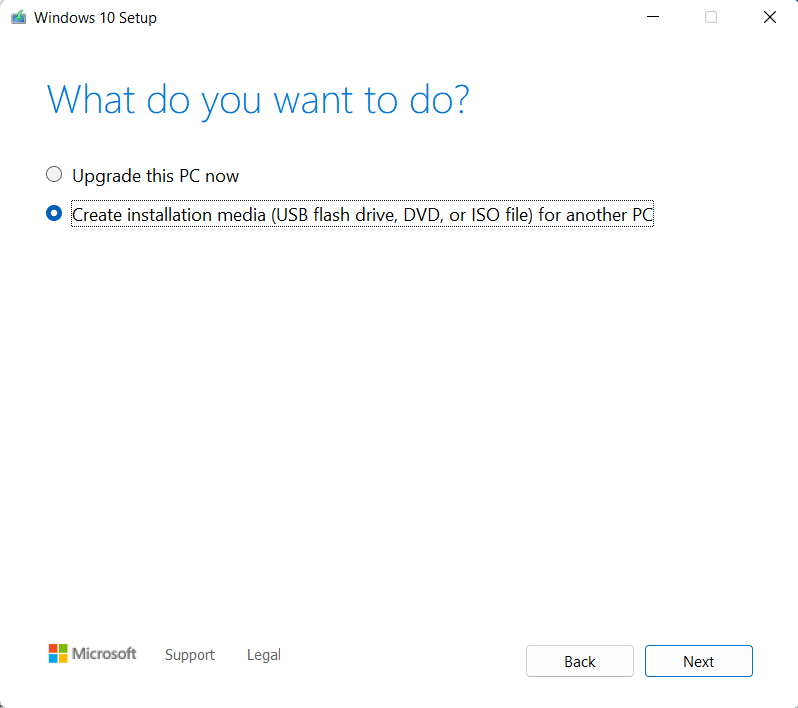 Windows 10 Setup
What do you want to do?
Upgrade this PC now
Create installation media (USB flash drive, DVD, or ISO file) for another PC
Microsoft Support Legal
Back Next